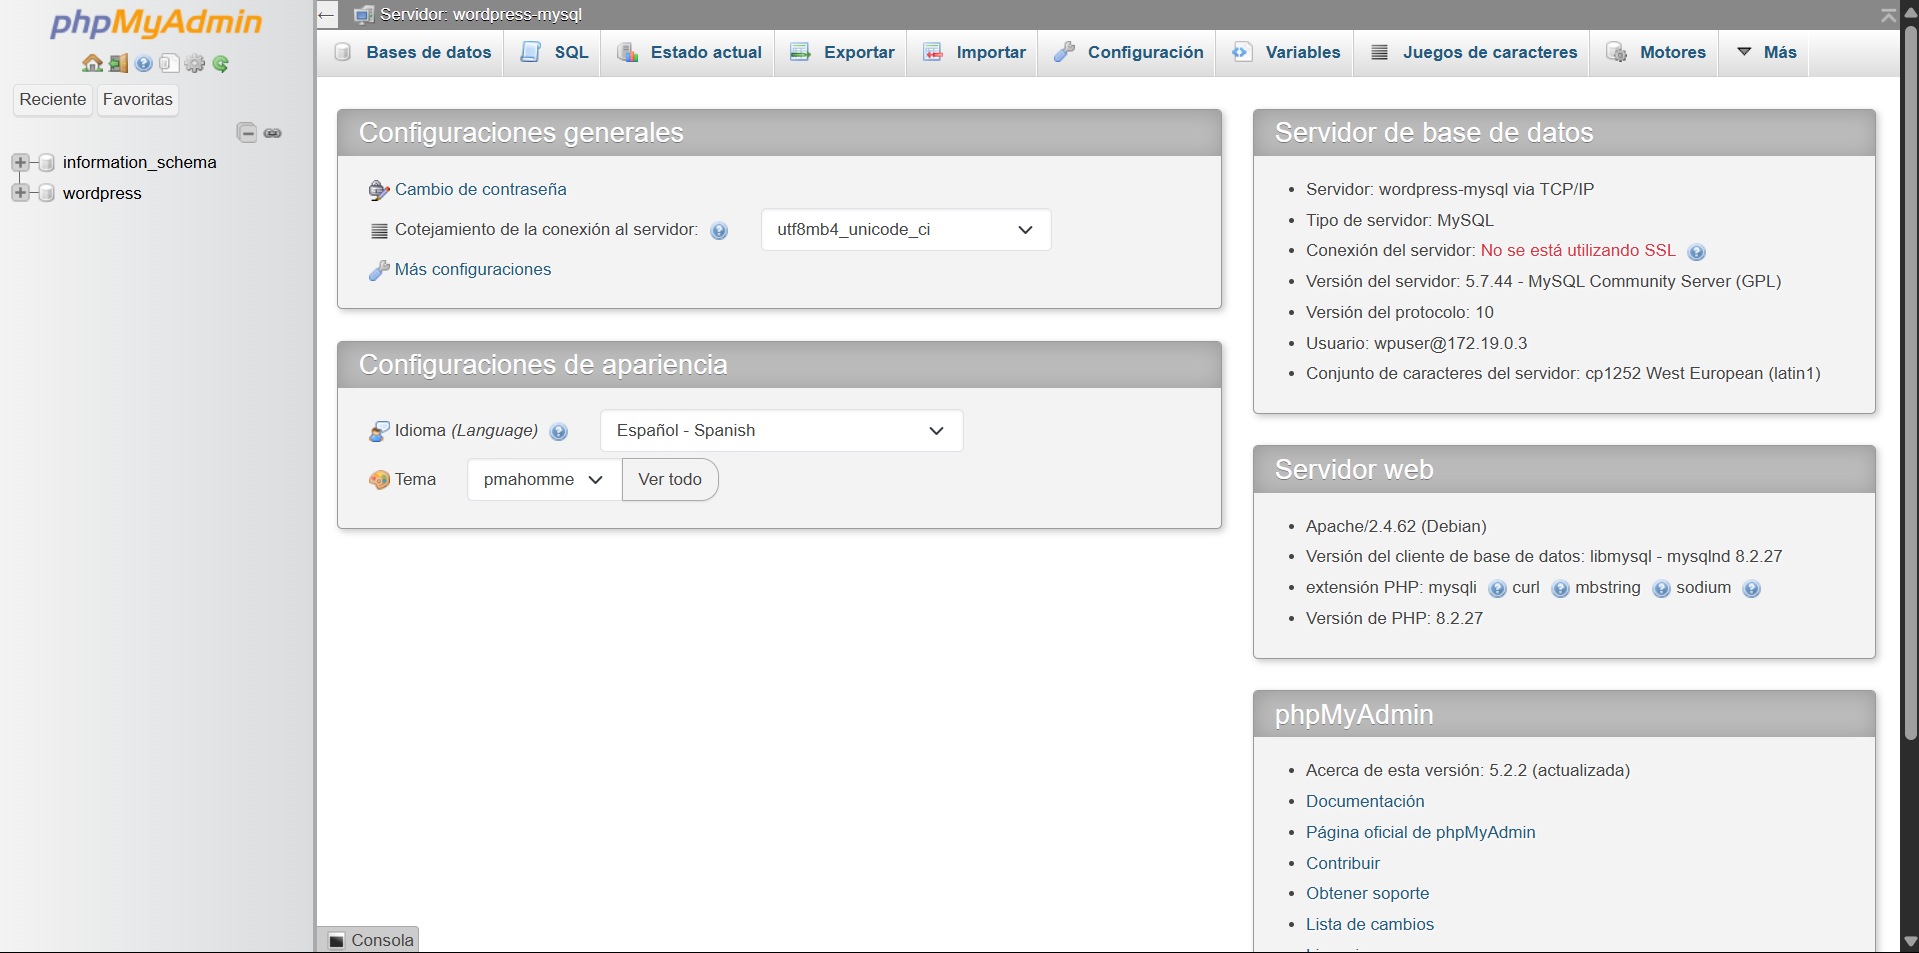 phpMyAdmin
Reciente Favoritas
information_schema
wordpress
Servidor: wordpress-mysql
Bases de datos SQL Estado actual Exportar Importar Configuración Variables Juegos de caracteres Motores Más
Configuraciones generales
Cambio de contraseña
Cotejamiento de la conexión al servidor: utf8mb4_unicode_ci
Más configuraciones
Configuraciones de apariencia
Idioma (Language) Español - Spanish
Tema pmahomme Ver todo
Servidor de base de datos
Servidor: wordpress-mysql via TCP/IP
Tipo de servidor: MySQL
Conexión del servidor: No se está utilizando SSL
Versión del servidor: 5.7.44 - MySQL Community Server (GPL)
Versión del protocolo: 10
Usuario: wpuser@172.19.0.3
Conjunto de caracteres del servidor: cp1252 West European (latin1)
Servidor web
Apache/2.4.62 (Debian)
Versión del cliente de base de datos: libmysql - mysqlnd 8.2.27
extensión PHP: mysqli curl mbstring sodium
Versión de PHP: 8.2.27
phpMyAdmin
Acerca de esta versión: 5.2.2 (actualizada)
Documentación
Página oficial de phpMyAdmin
Contribuir
Obtener soporte
Lista de cambios
Consola